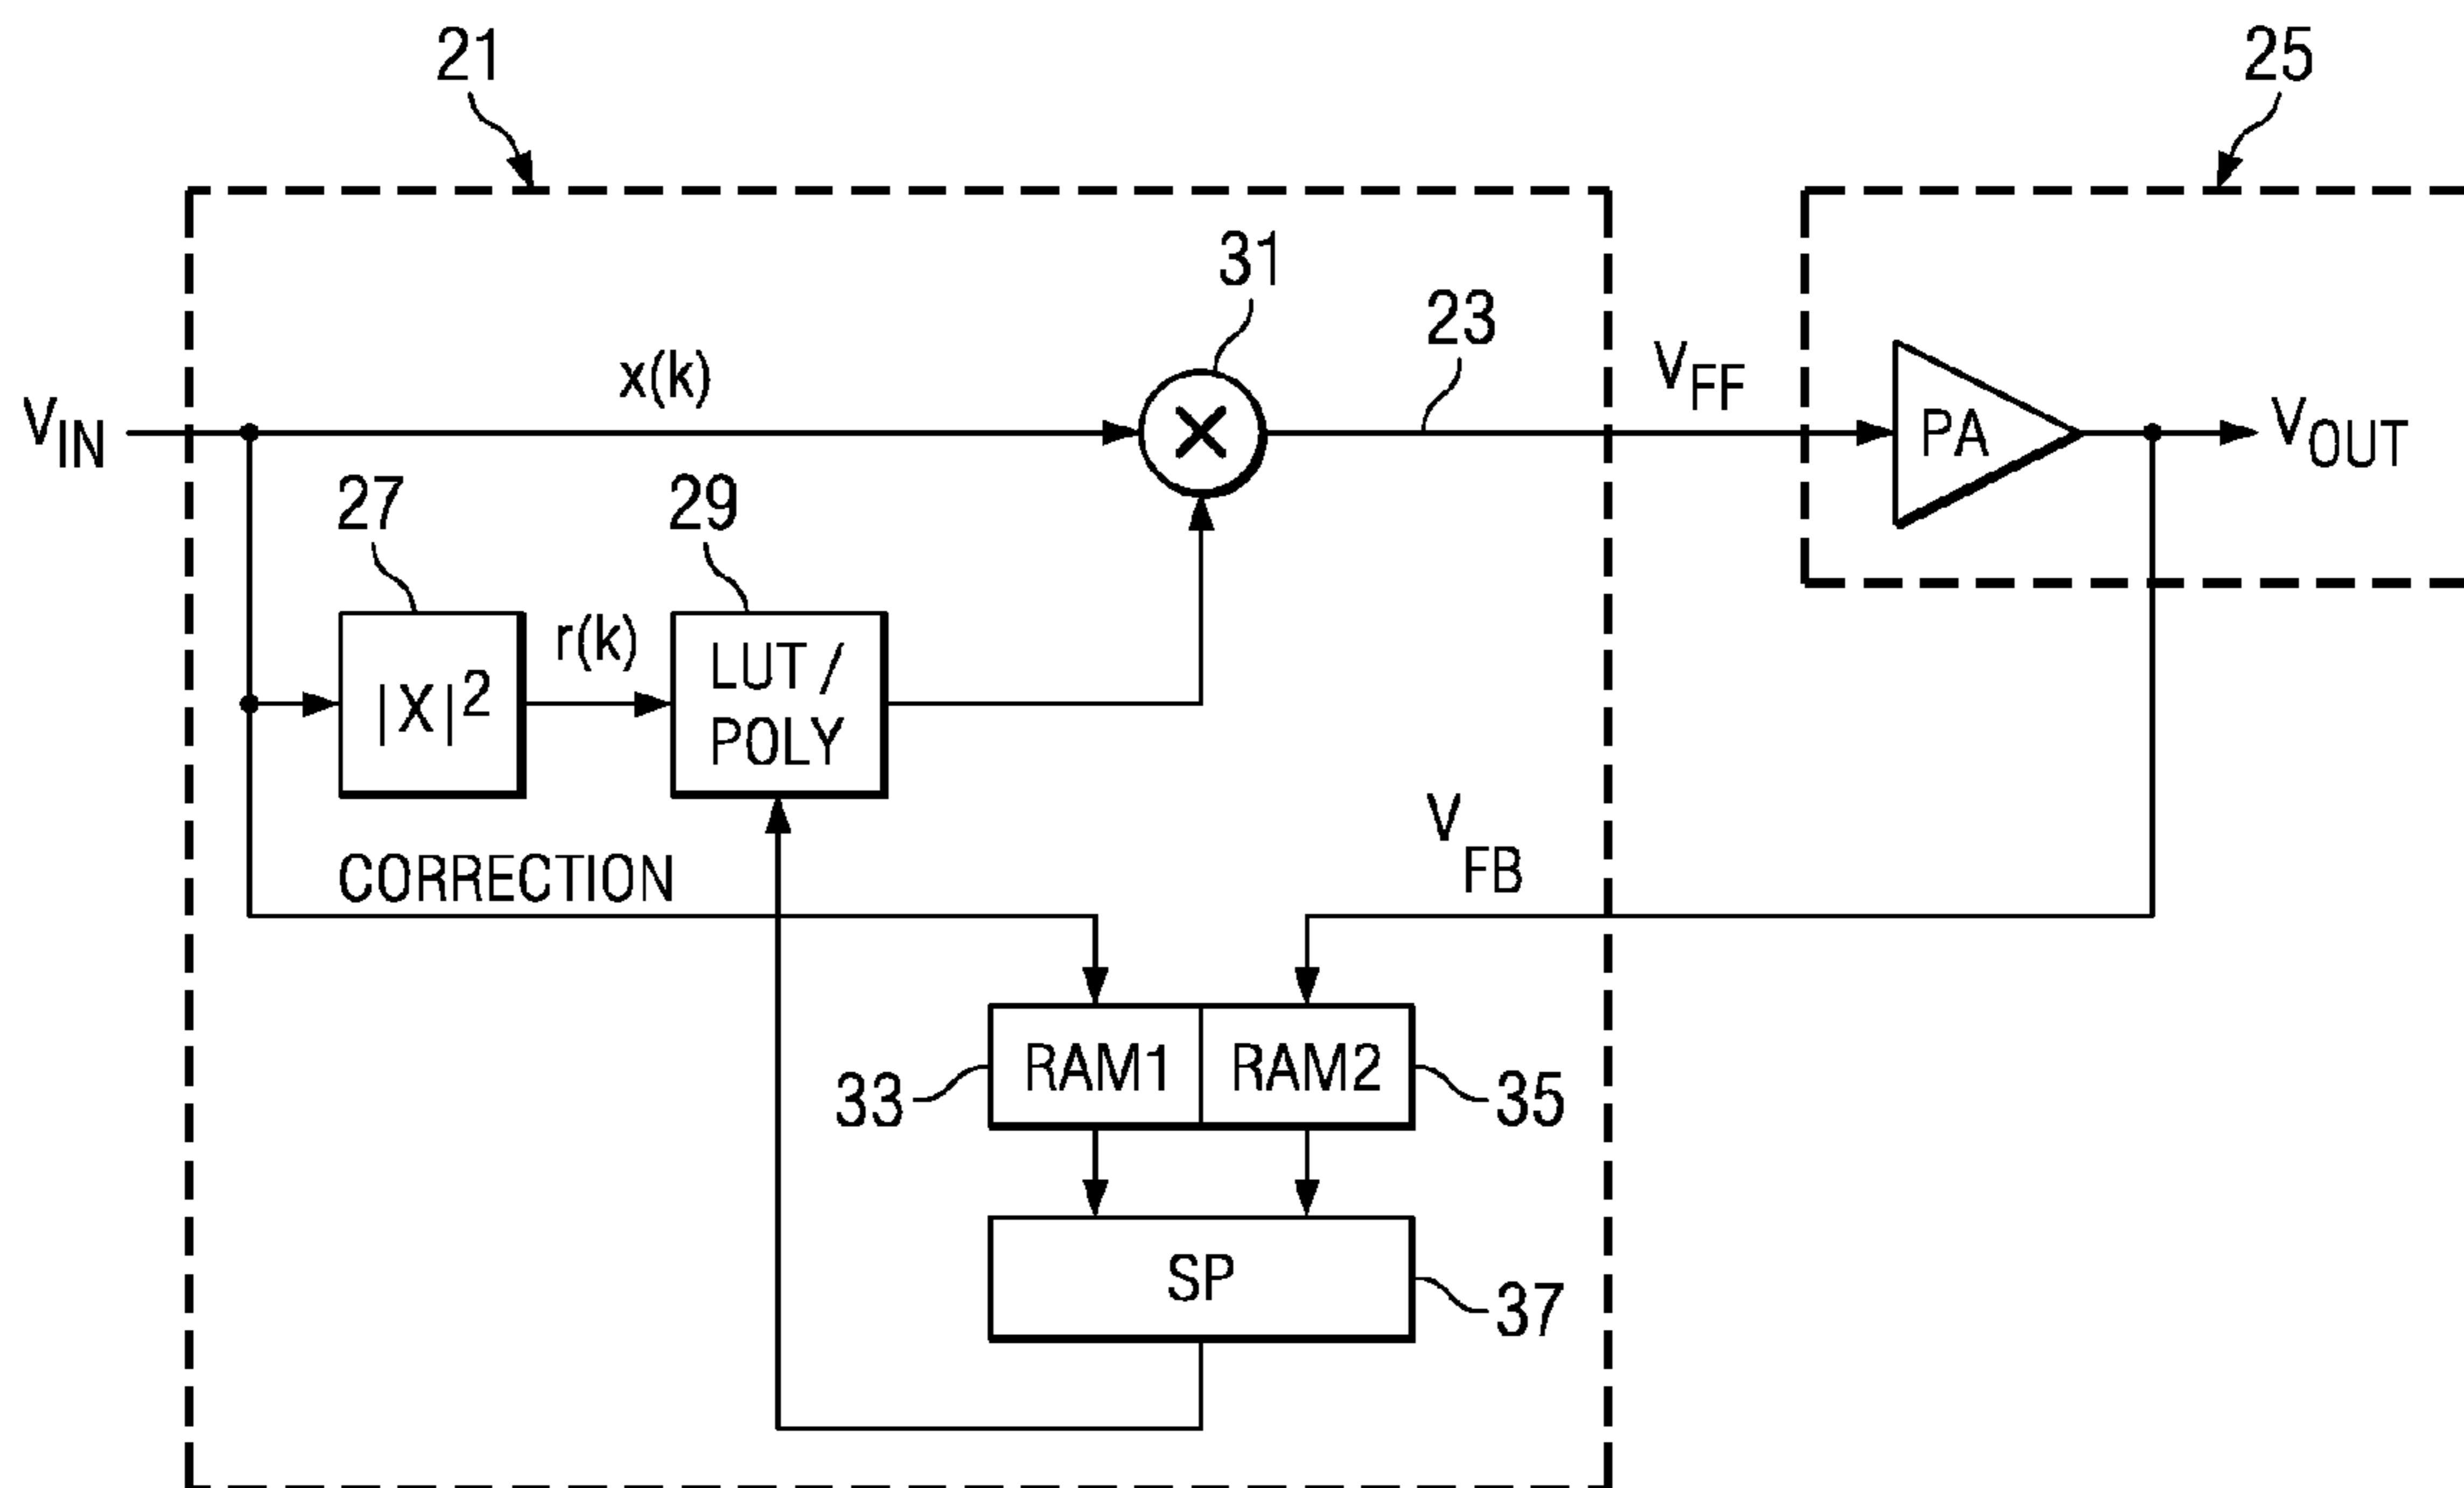 21
25
31
23
x(k)
V_FF
V_IN
PA
V_OUT
27
29
r(k)
LUT /
|X|²
POLY
V_FB
CORRECTION
RAM1
RAM2
33
35
SP
37